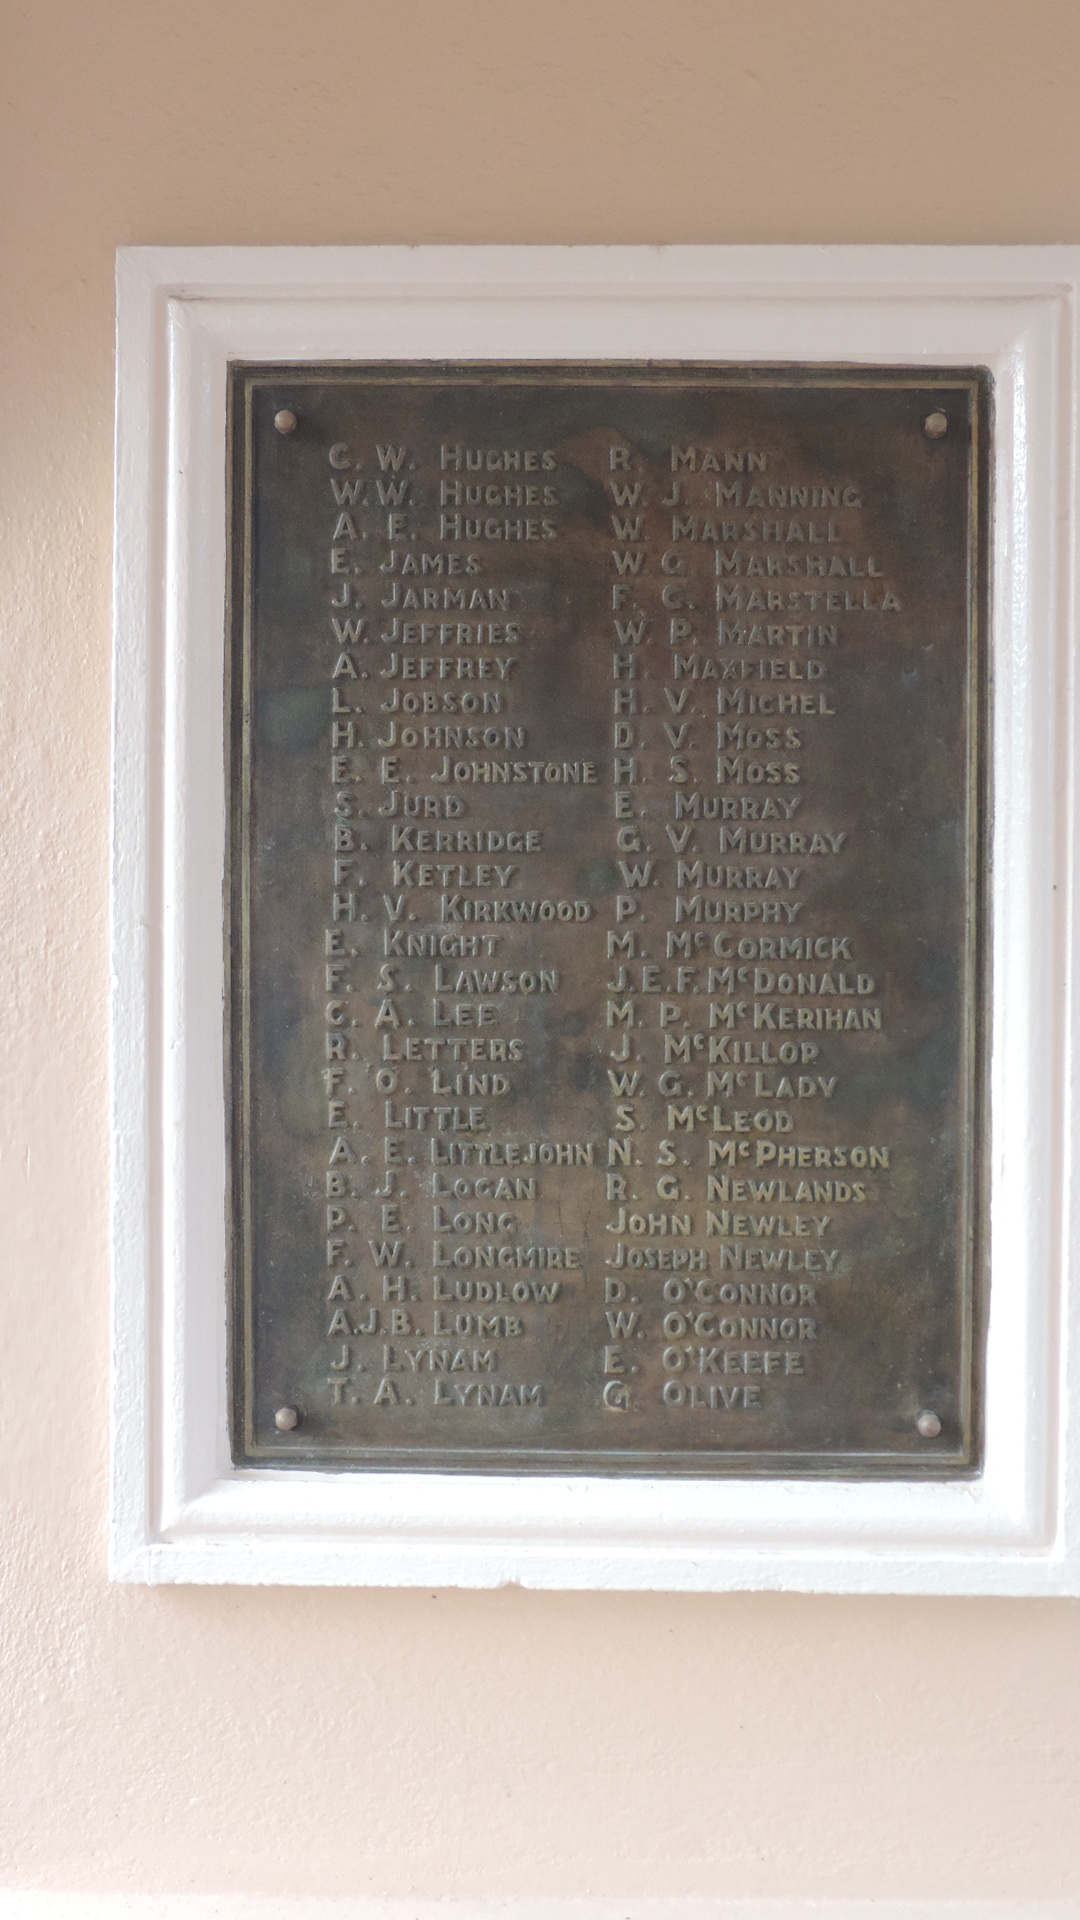 C. W. HUGHES
W.W. HUGHES
A. E. HUGHES
E. JAMES
J. JARMAN
W. JEFFRIES
A. JEFFREY
L. JOBSON
H. JOHNSON
E. E. JOHNSTONE
S. JURD
B. KERRIDGE
F. KETLEY
H. V. KIRKWOOD
E. KNIGHT
F. S. LAWSON
C. A. LEE
R. LETTERS
F. O. LIND
E. LITTLE
A. E. LITTLEJOHN
B. J. LOGAN
P. E. LONG
F. W. LONGMIRE
A. H. LUDLOW
A.J.B. LUMB
J. LYNAM
T. A. LYNAM
R. MANN
W. J. MANNING
W. MARSHALL
W. G. MARSHALL
F. C. MARSTELLA
W. P. MARTIN
H. MAXFIELD
H. V. MICHEL
D. V. MOSS
H. S. MOSS
E. MURRAY
G. V. MURRAY
W. MURRAY
P. MURPHY
M. McCORMICK
J.E.F. McDONALD
M. P. McKERIHAN
J. McKILLOP
W. G. McLADY
S. McLEOD
N. S. McPHERSON
R. G. NEWLANDS
JOHN NEWLEY
JOSEPH NEWLEY
D. O'CONNOR
W. O'CONNOR
E. O'KEEFE
G. OLIVE